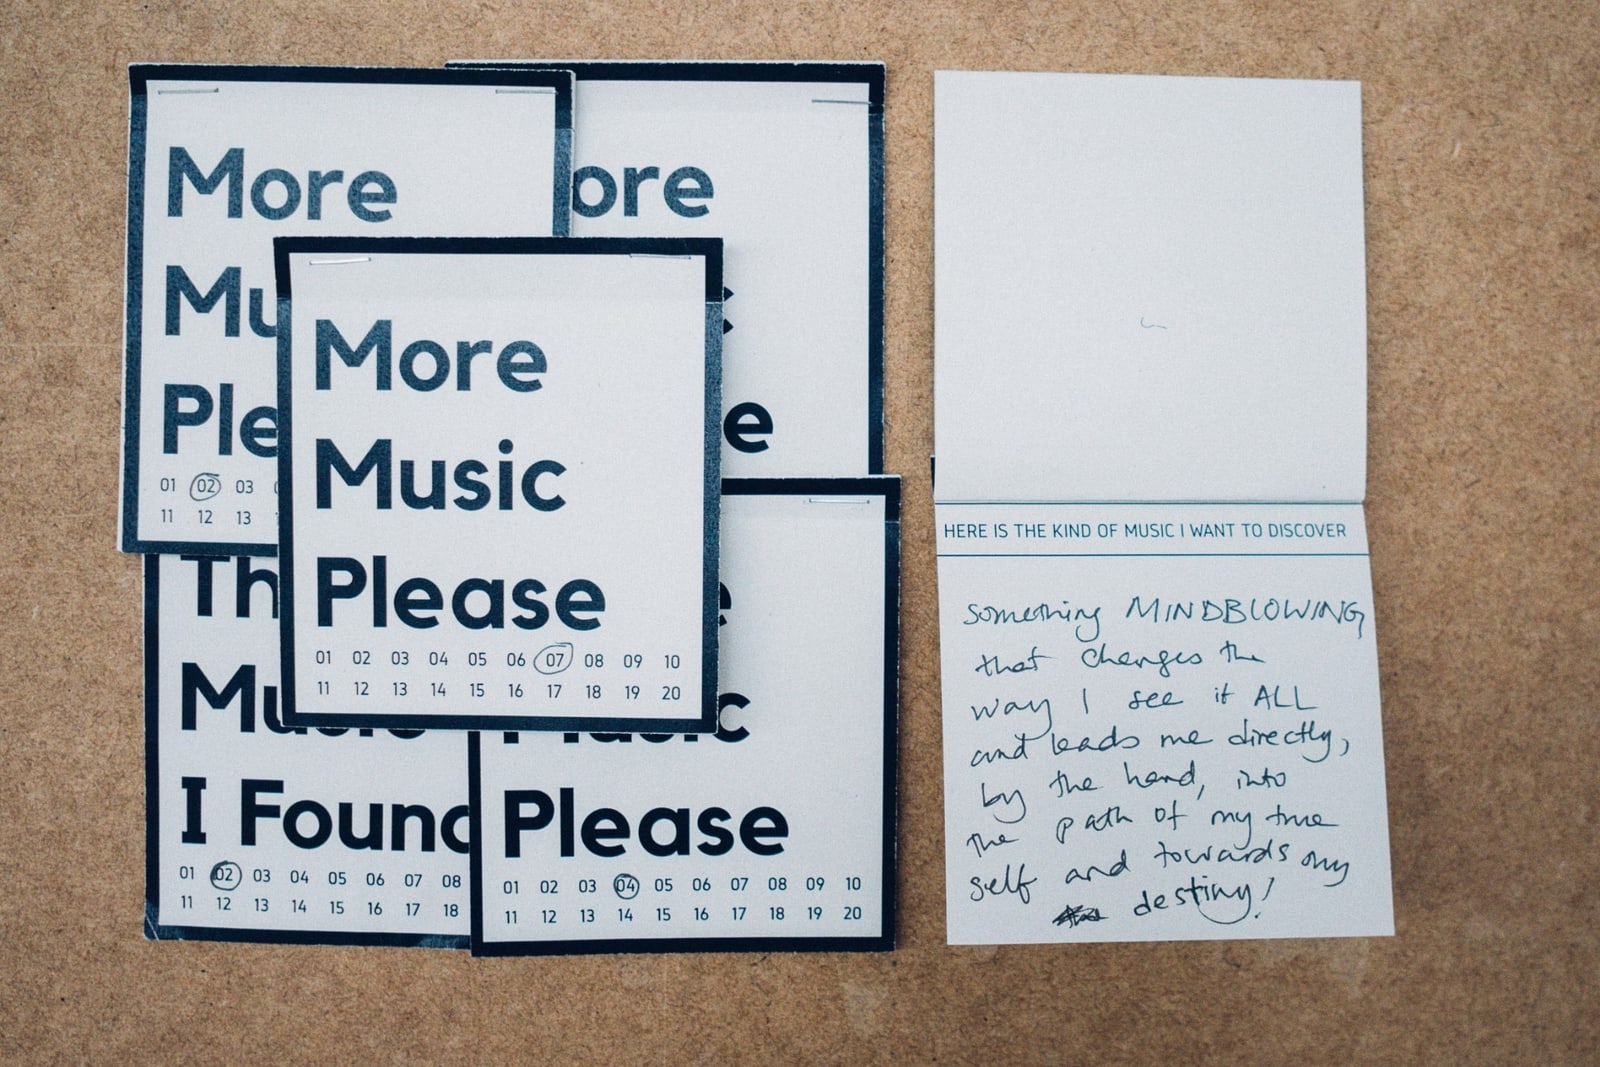 More
Mu
Ple
01 02 03
11 12 13
ore
c
e
More
Music
Please
01 02 03 04 05 06 07 08 09 10
11 12 13 14 15 16 17 18 19 20
Th
Music
I Found
01 02 03 04 05 06 07 08
11 12 13 14 15 16 17 18
e
Music
Please
01 02 03 04 05 06 07 08 09 10
11 12 13 14 15 16 17 18 19 20
HERE IS THE KIND OF MUSIC I WANT TO DISCOVER
something MINDBLOWING,
that changes the
way I see it ALL
and leads me directly,
by the hand, into
the path of my true
self and towards my
destiny!